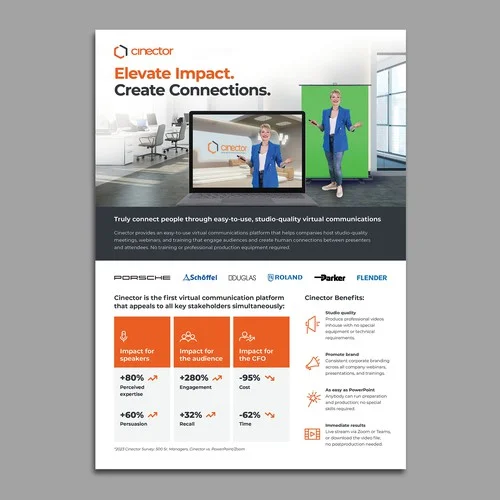 cinector
Elevate Impact.
Create Connections.
cinector
Truly connect people through easy-to-use, studio-quality virtual communications
Cinector provides an easy-to-use virtual communications platform that helps companies host studio-quality
meetings, webinars, and training that engage audiences and create human connections between presenters
and attendees. No training or professional production equipment required.
PORSCHE Schöffel DOUGLAS ROLAND Parker FLENDER
Cinector is the first virtual communication platform
that appeals to all key stakeholders simultaneously:
Impact for
speakers
Impact for
the audience
Impact for
the CFO
+80%
Perceived
expertise
+280%
Engagement
-95%
Cost
+60%
Persuasion
+32%
Recall
-62%
Time
*2023 Cinector Survey: 500 Sr. Managers, Cinector vs. PowerPoint/Zoom
Cinector Benefits:
Studio quality
Produce professional videos
inhouse with no special
equipment or technical
requirements.
Promote brand
Consistent corporate branding
across all company webinars,
presentations, and trainings.
As easy as PowerPoint
Anybody can run preparation
and production; no special
skills required
Immediate results
Live stream via Zoom or Teams,
or download the video file;
no postproduction needed